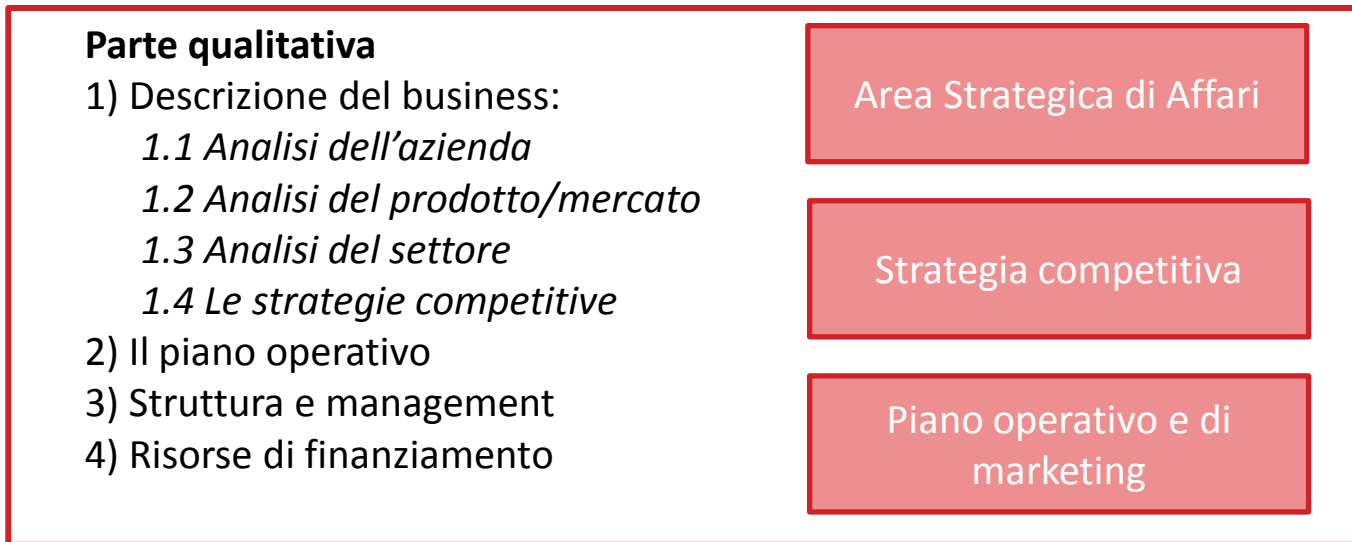 Parte qualitativa
1) Descrizione del business:
1.1 Analisi dell’azienda
1.2 Analisi del prodotto/mercato
1.3 Analisi del settore
1.4 Le strategie competitive
2) Il piano operativo
3) Struttura e management
4) Risorse di finanziamento
Area Strategica di Affari
Strategia competitiva
Piano operativo e di
marketing